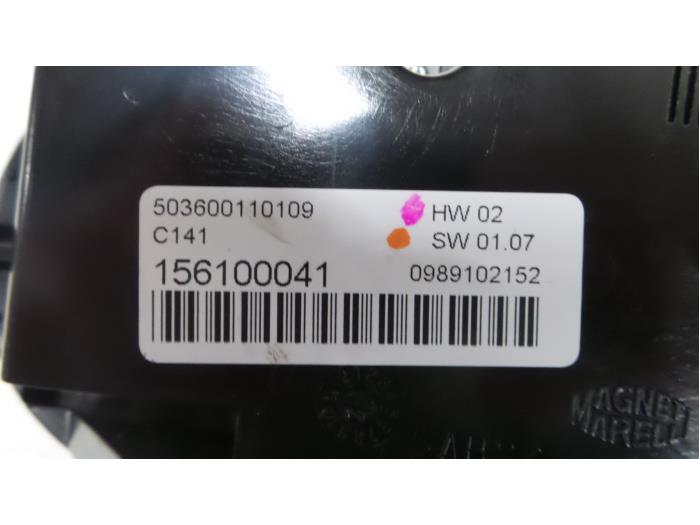 503600110109 HW 02
C141 SW 01.07
156100041 0989102152
MAGNETI
MARELLI